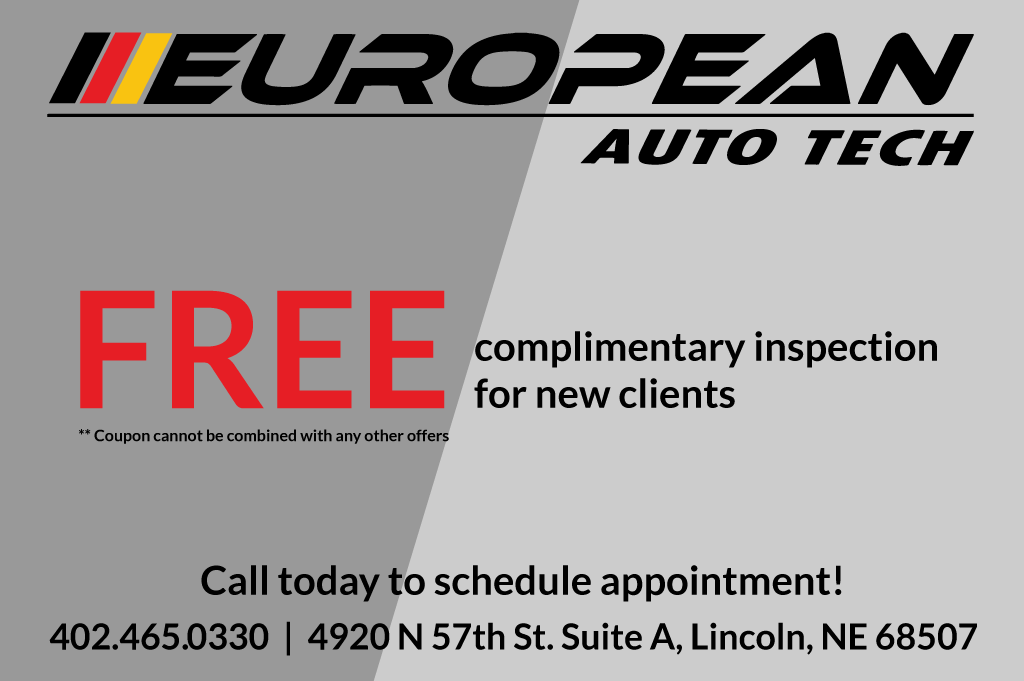 EUROPEAN
AUTO TECH
FREE
complimentary inspection
for new clients
** Coupon cannot be combined with any other offers
Call today to schedule appointment!
402.465.0330 | 4920 N 57th St. Suite A, Lincoln, NE 68507